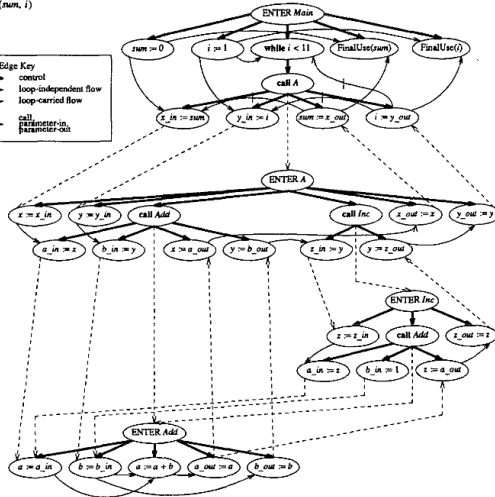 (sum, i)
ENTER Main
sum := 0
i := 1
while i < 11
FinalUse(sum)
FinalUse(i)
Edge Key
control
loop-independent flow
loop-carried flow
call,
parameter-in,
parameter-out
call A
x_in := sum
y_in := i
sum := x_out
i := y_out
ENTER A
x := x_in
y := y_in
call Add
call Inc
x_out := x
y_out := y
a_in := x
b_in := y
x := a_out
y := b_out
z_in := y
y := z_out
ENTER Inc
z := z_in
call Add
z_out := z
a_in := z
b_in := 1
z := a_out
ENTER Add
a := a_in
b := b_in
a := a + b
a_out := a
b_out := b